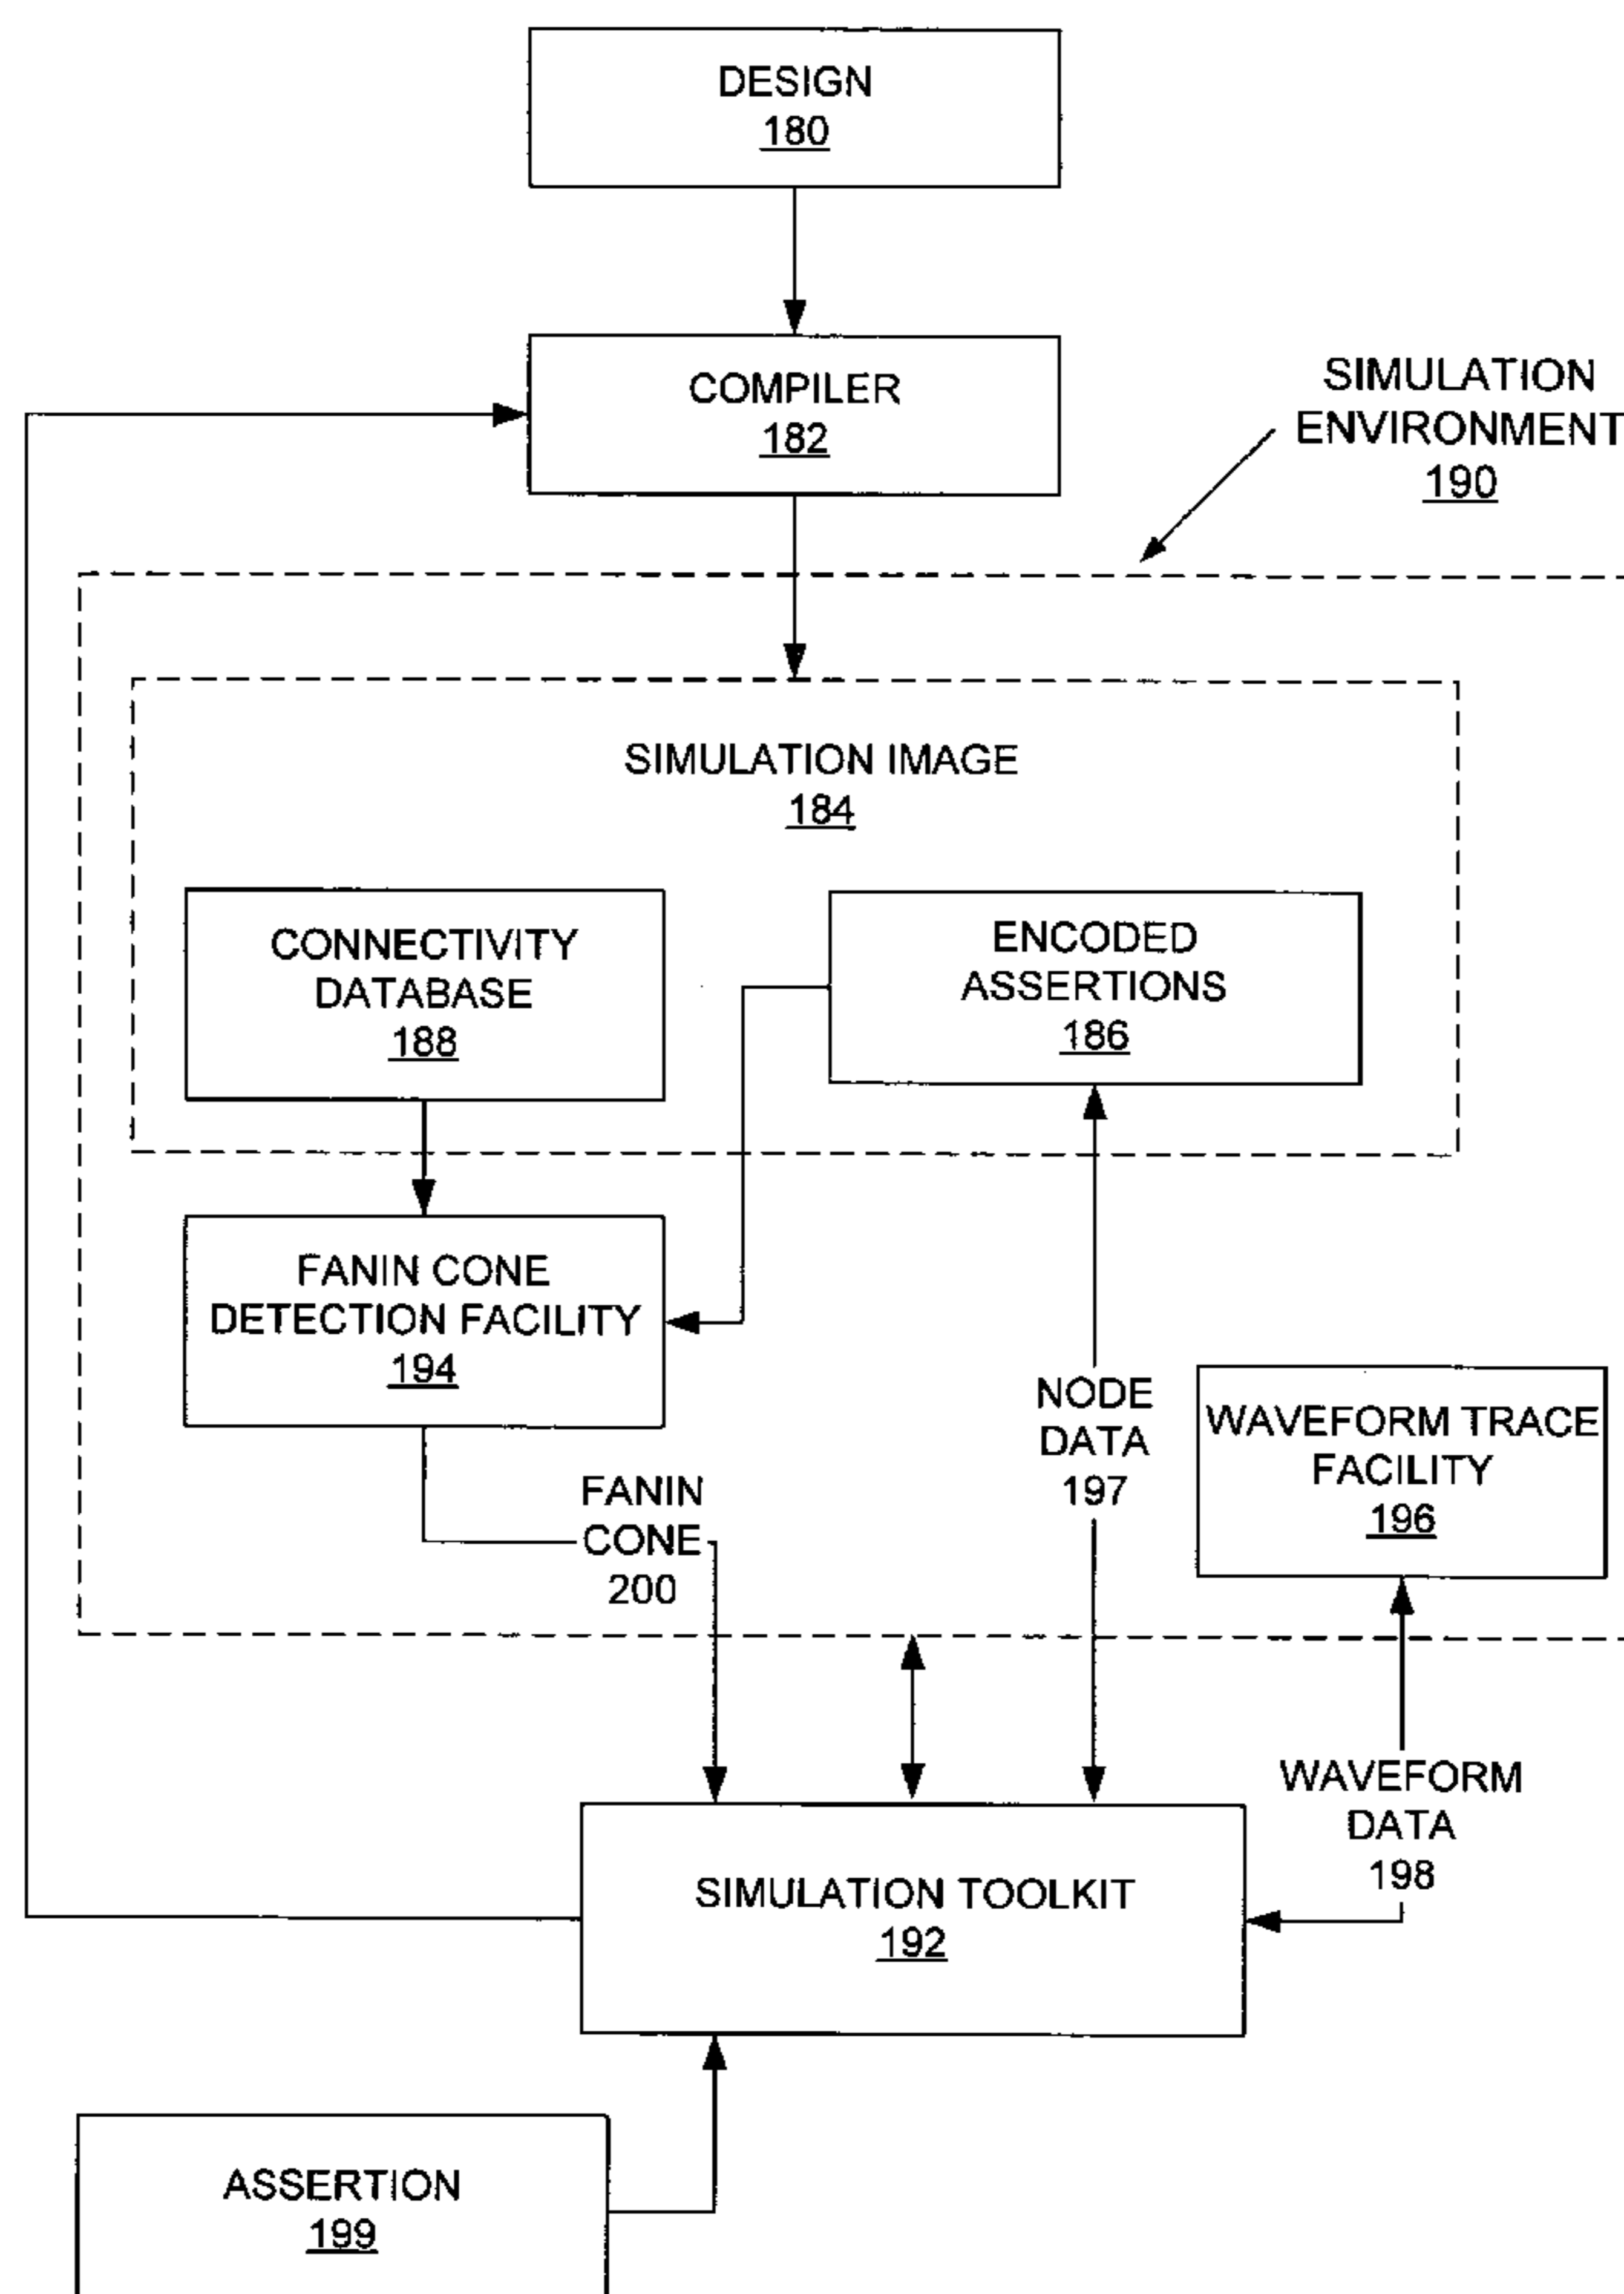 DESIGN
180
COMPILER
182
SIMULATION
ENVIRONMENT
190
SIMULATION IMAGE
184
CONNECTIVITY
DATABASE
188
ENCODED
ASSERTIONS
186
FANIN CONE
DETECTION FACILITY
194
NODE
DATA
197
WAVEFORM TRACE
FACILITY
196
FANIN
CONE
200
WAVEFORM
DATA
198
SIMULATION TOOLKIT
192
ASSERTION
199